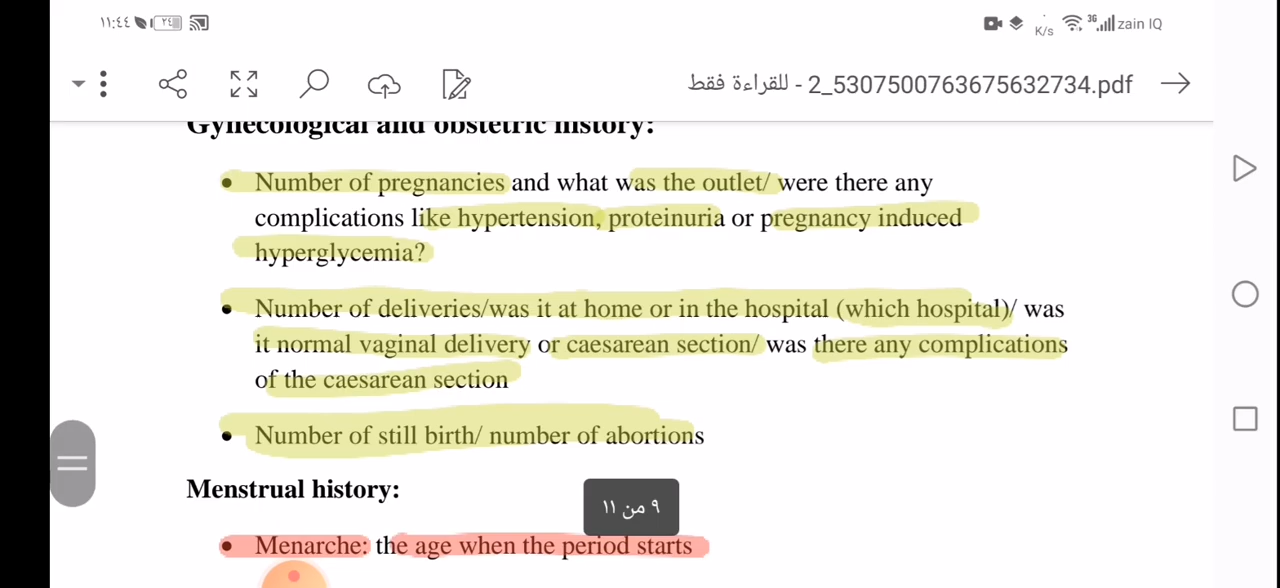 ١١:٤٤
٢٤
K/s
3G
zain IQ
2_5307500763675632734.pdf - للقراءة فقط
Gynecological and obstetric history:
• Number of pregnancies and what was the outlet/ were there any
complications like hypertension, proteinuria or pregnancy induced
hyperglycemia?
• Number of deliveries/was it at home or in the hospital (which hospital)/ was
it normal vaginal delivery or caesarean section/ was there any complications
of the caesarean section
• Number of still birth/ number of abortions
Menstrual history:
٩ من ١١
• Menarche: the age when the period starts